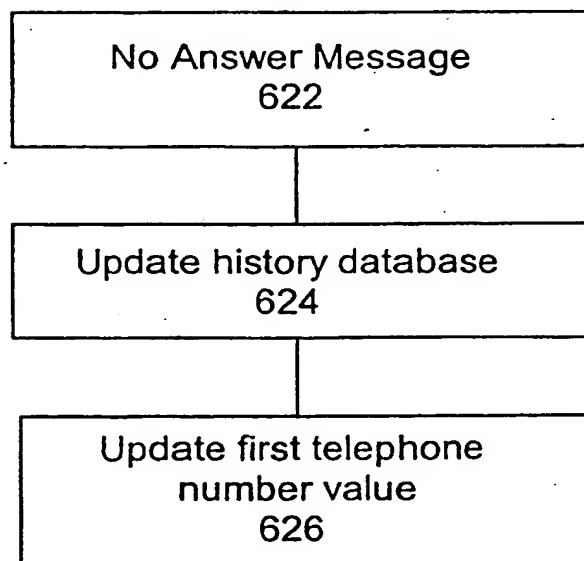 No Answer Message
622
Update history database
624
Update first telephone
number value
626